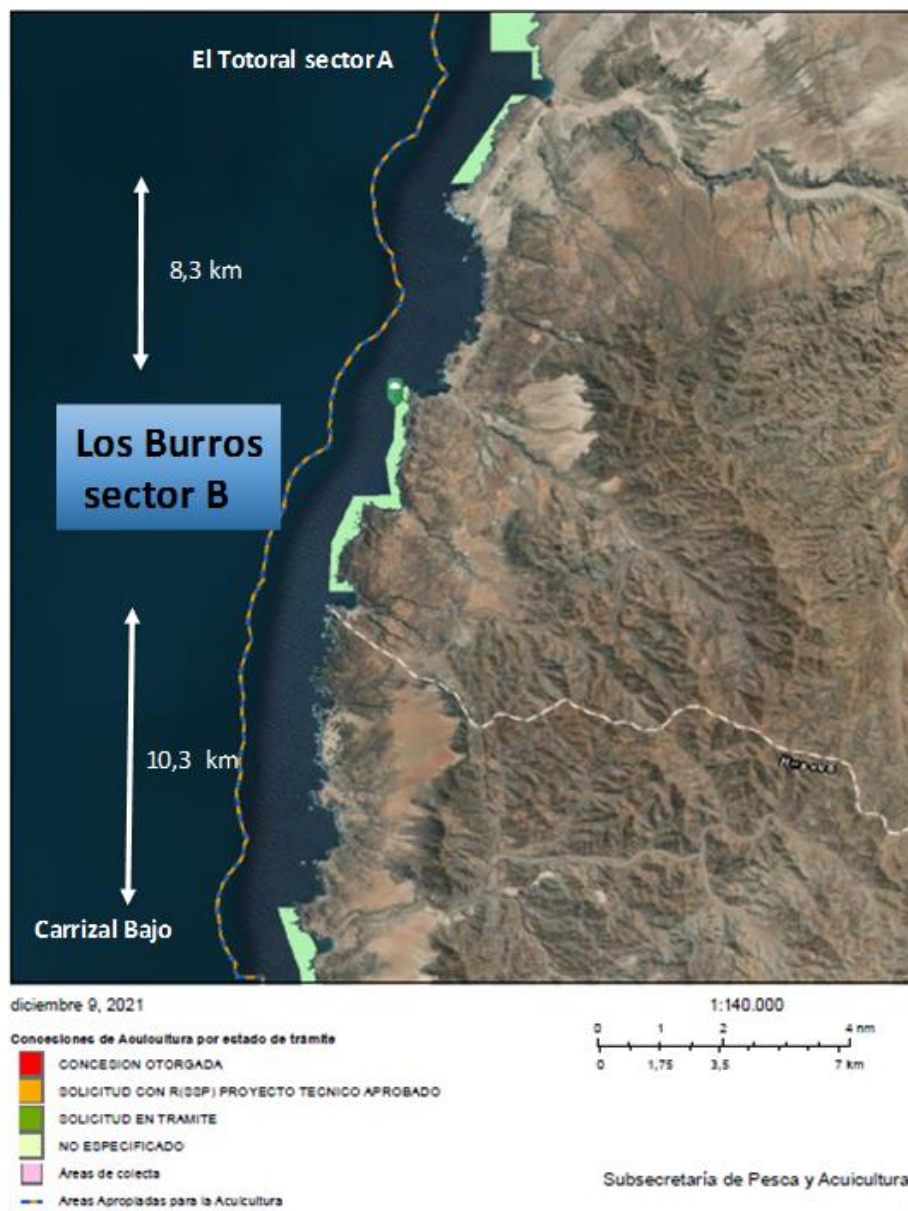 El Totoral sector A
8,3 km
Los Burros
sector B
10,3 km
Carrizal Bajo
diciembre 9, 2021
1:140.000
0 1 2 4 nm
0 1,75 3,5 7 km
Concesiones de Acuicultura por estado de trámite
CONCESION OTORGADA
SOLICITUD CON R(SSP) PROYECTO TECNICO APROBADO
SOLICITUD EN TRAMITE
NO ESPECIFICADO
Áreas de colecta
Areas Apropiadas para la Acuicultura
Subsecretaría de Pesca y Acuicultura